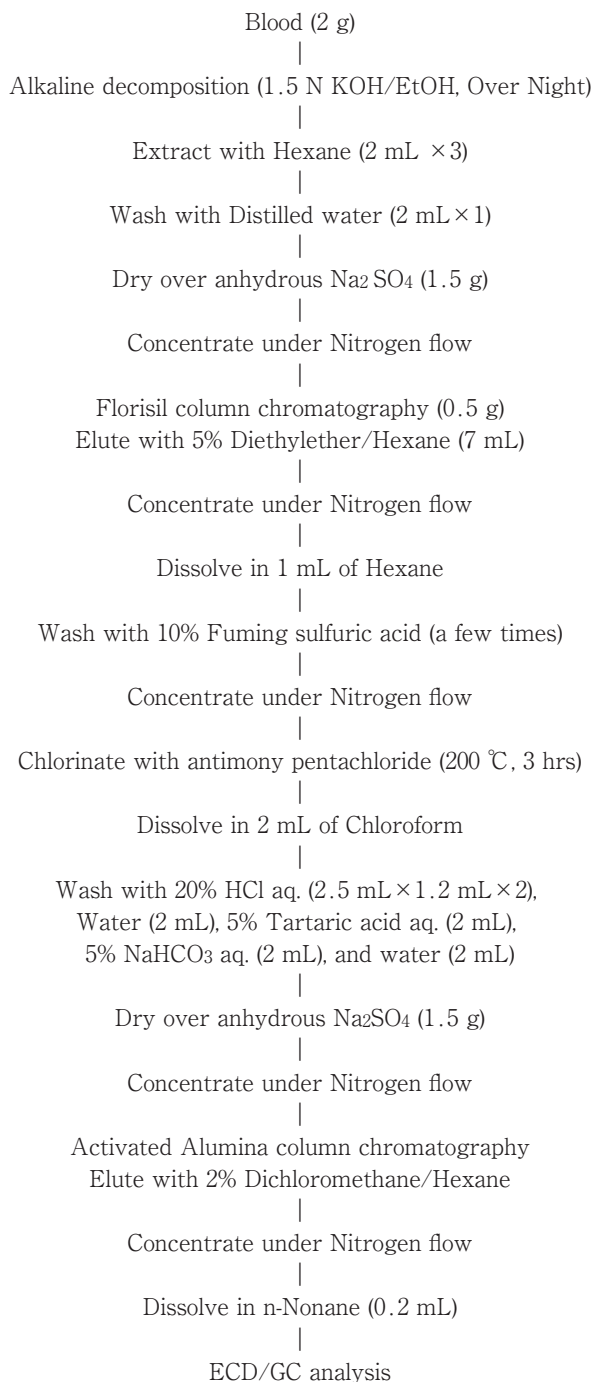 Blood (2 g)
Alkaline decomposition (1.5 N KOH/EtOH, Over Night)
Extract with Hexane (2 mL ×3)
Wash with Distilled water (2 mL×1)
Dry over anhydrous Na2 SO4 (1.5 g)
Concentrate under Nitrogen flow
Florisil column chromatography (0.5 g)
Elute with 5% Diethylether/Hexane (7 mL)
Concentrate under Nitrogen flow
Dissolve in 1 mL of Hexane
Wash with 10% Fuming sulfuric acid (a few times)
Concentrate under Nitrogen flow
Chlorinate with antimony pentachloride (200 ℃, 3 hrs)
Dissolve in 2 mL of Chloroform
Wash with 20% HCl aq. (2.5 mL×1.2 mL×2),
Water (2 mL), 5% Tartaric acid aq. (2 mL),
5% NaHCO3 aq. (2 mL), and water (2 mL)
Dry over anhydrous Na2SO4 (1.5 g)
Concentrate under Nitrogen flow
Activated Alumina column chromatography
Elute with 2% Dichloromethane/Hexane
Concentrate under Nitrogen flow
Dissolve in n-Nonane (0.2 mL)
ECD/GC analysis